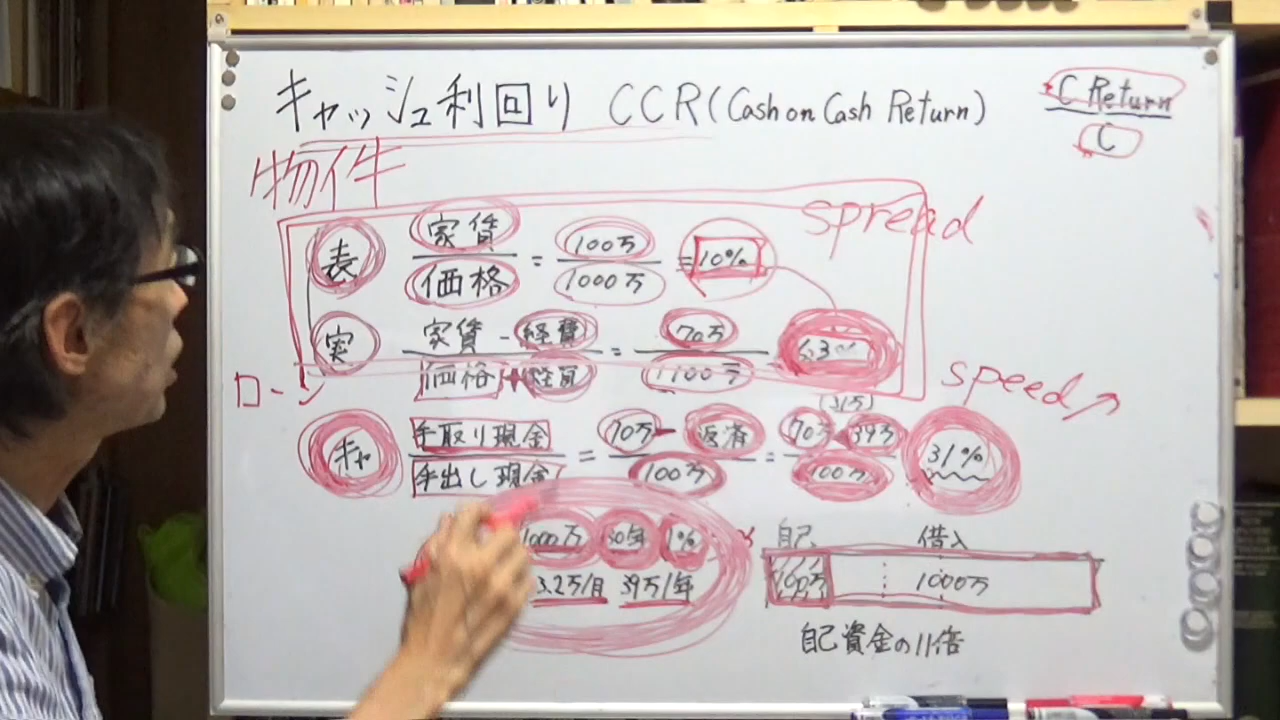 キャッシュ利回り CCR(Cash on Cash Return)
C Return
C
物件
spread
表 家賃 = 100万 = 10%
価格 1000万
実 家賃 - 経費 = 70万 6.3%
価格 + 経費 1100万
ローン
speed ↗
(31万)
キャ 手取り現金 = 70万 - 返済 = 70万 - 39万 31%
手出し現金 100万 100万
1000万 30年 1%
3.2万/月 39万/年
自己 借入
100万 1000万
自己資金の11倍